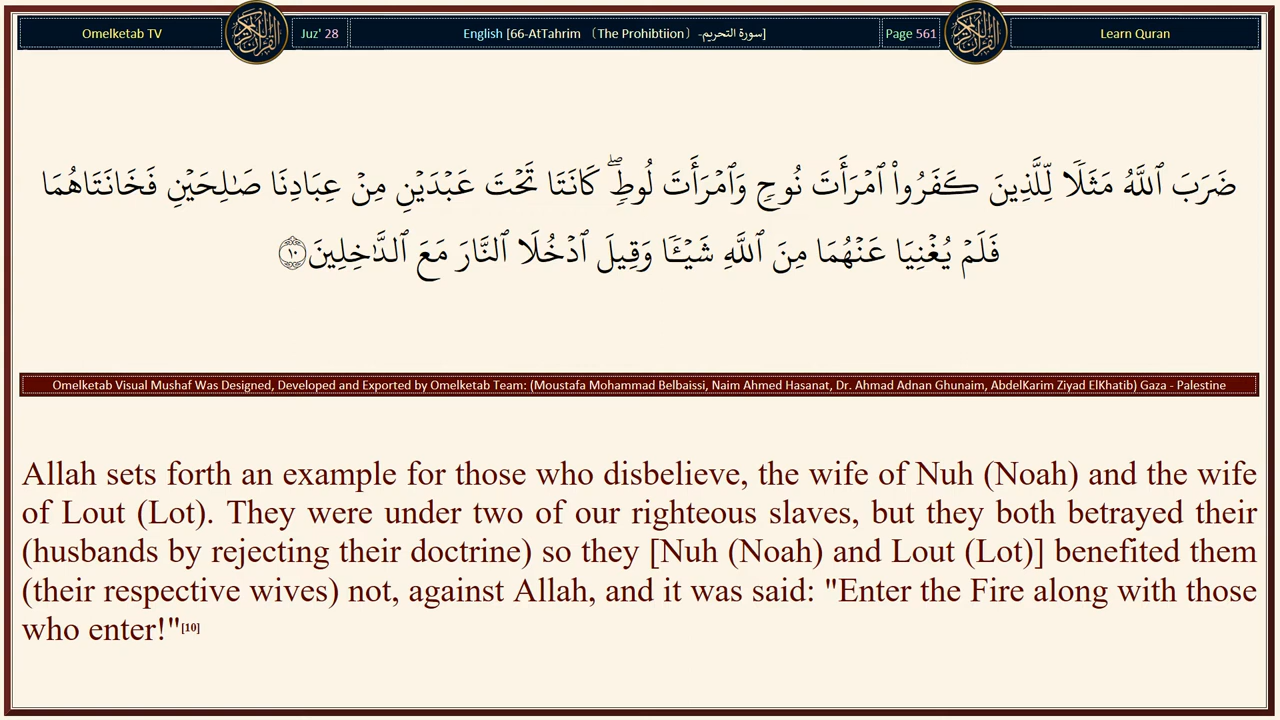 Omelketab TV
Juz' 28
English [66-AtTahrim 〔The Prohibtiion〕 -سورة التحريم]
Page 561
Learn Quran
ضَرَبَ ٱللَّهُ مَثَلٗا لِّلَّذِينَ كَفَرُواْ ٱمۡرَأَتَ نُوحٖ وَٱمۡرَأَتَ لُوطٖۖ كَانَتَا تَحۡتَ عَبۡدَيۡنِ مِنۡ عِبَادِنَا صَٰلِحَيۡنِ فَخَانَتَاهُمَا
فَلَمۡ يُغۡنِيَا عَنۡهُمَا مِنَ ٱللَّهِ شَيۡـٔٗا وَقِيلَ ٱدۡخُلَا ٱلنَّارَ مَعَ ٱلدَّٰخِلِينَ ١٠
Omelketab Visual Mushaf Was Designed, Developed and Exported by Omelketab Team: (Moustafa Mohammad Belbaissi, Naim Ahmed Hasanat, Dr. Ahmad Adnan Ghunaim, AbdelKarim Ziyad ElKhatib) Gaza - Palestine
Allah sets forth an example for those who disbelieve, the wife of Nuh (Noah) and the wife
of Lout (Lot). They were under two of our righteous slaves, but they both betrayed their
(husbands by rejecting their doctrine) so they [Nuh (Noah) and Lout (Lot)] benefited them
(their respective wives) not, against Allah, and it was said: "Enter the Fire along with those
who enter!"[10]